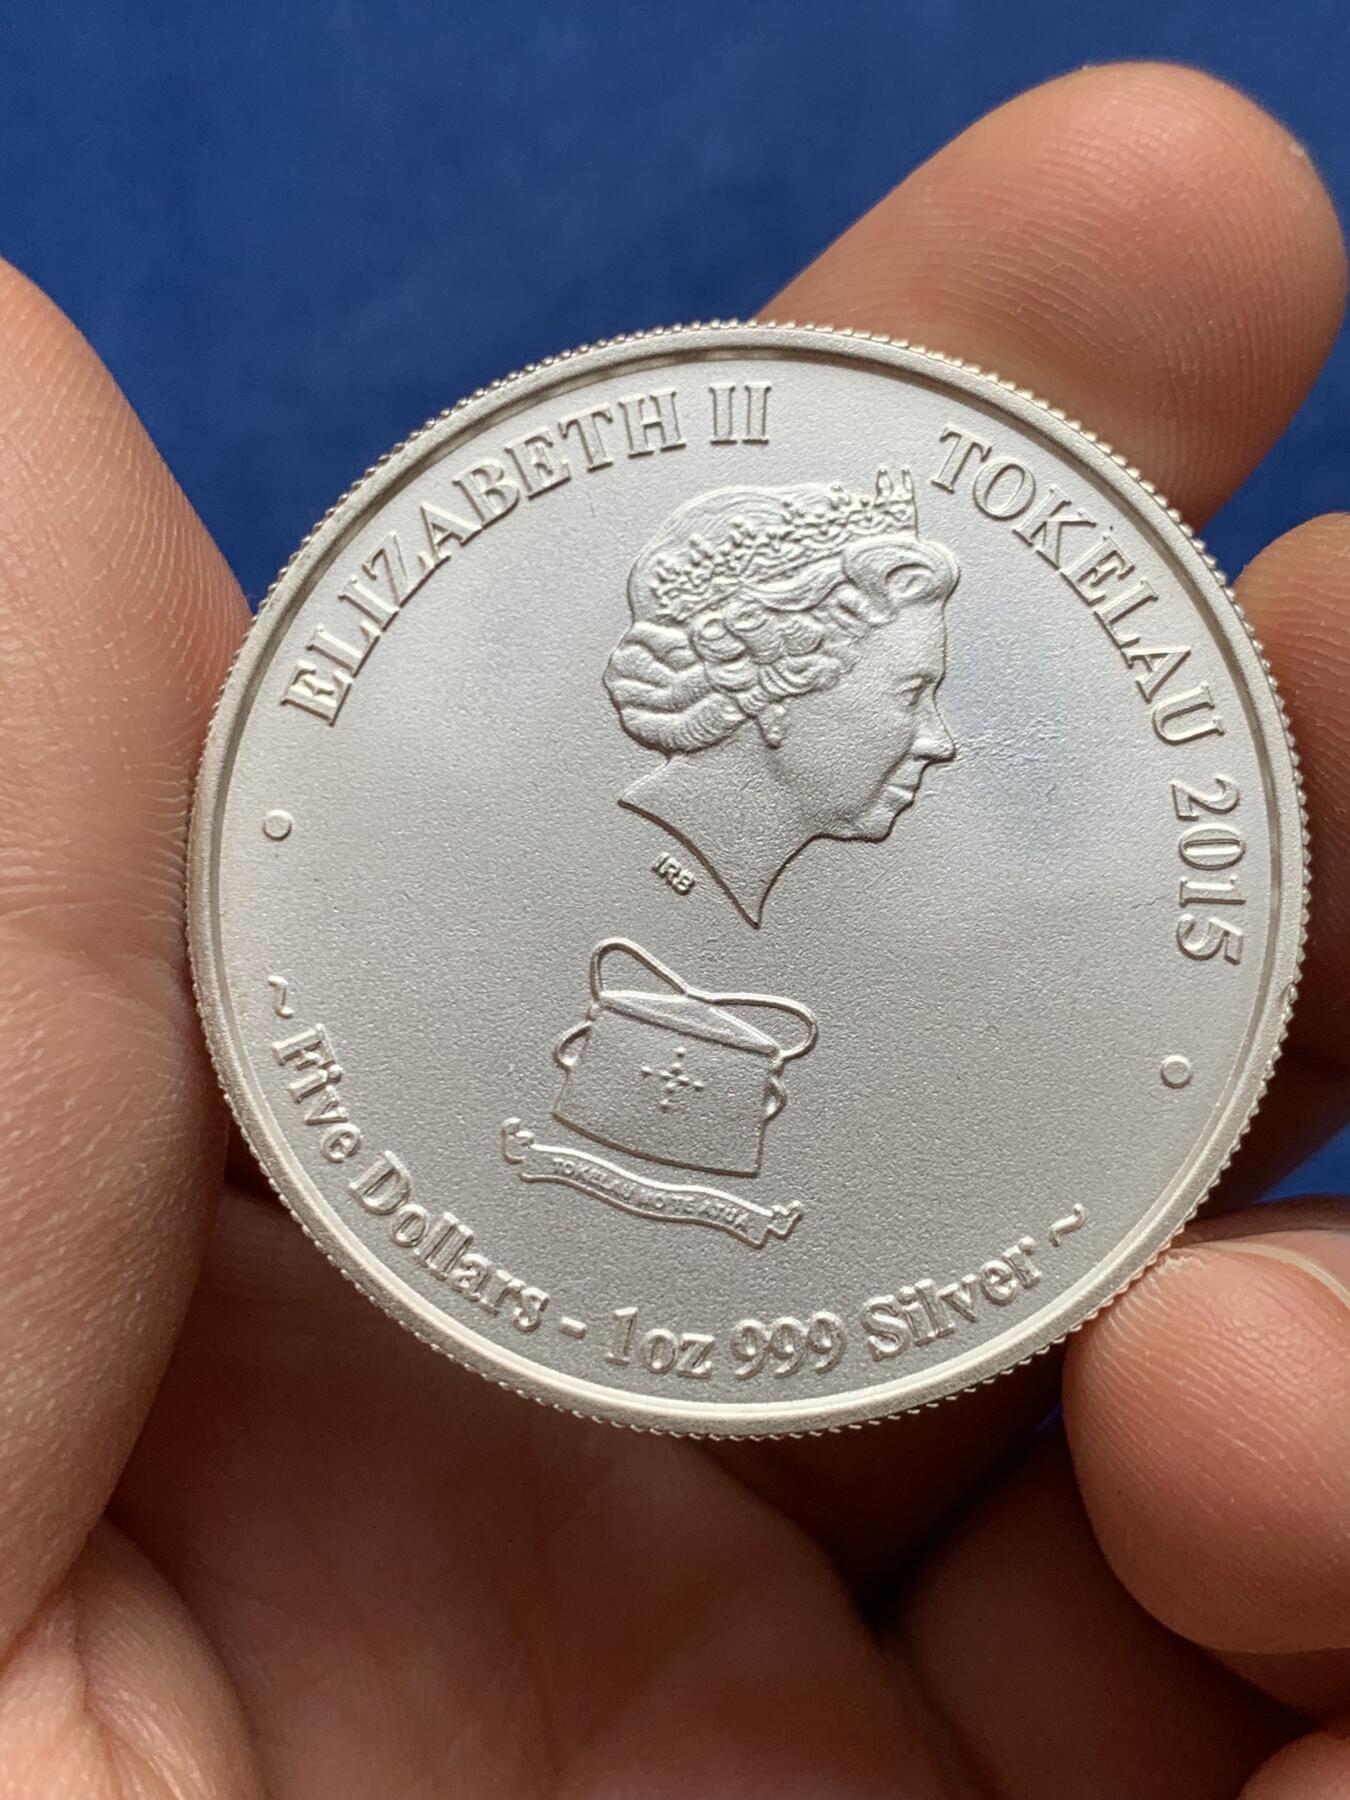 ELIZABETH II TOKELAU 2015
IRB
TOKELAU MO TE ATUA
~ Five Dollars - 1oz 999 Silver ~